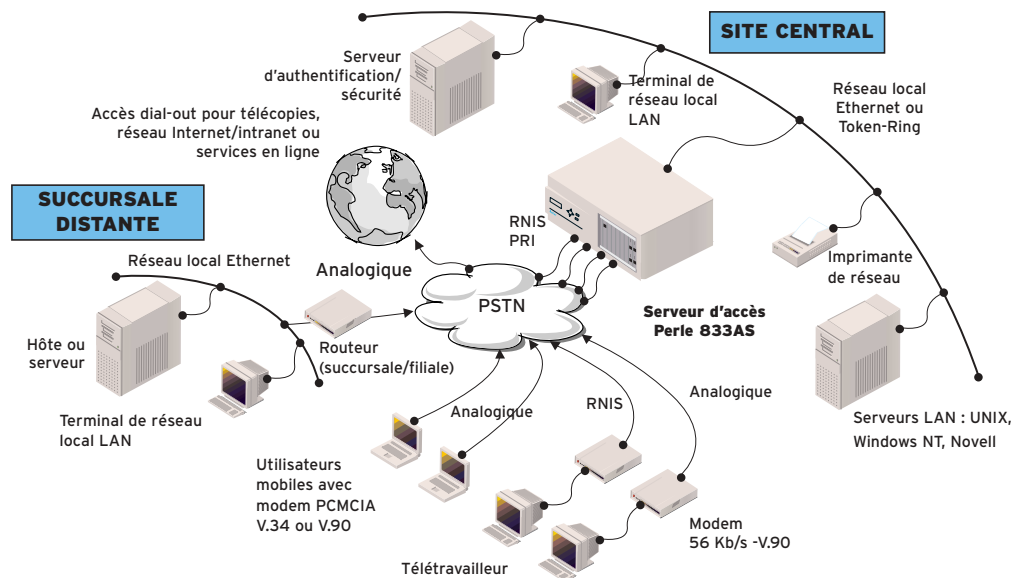 SITE CENTRAL
Serveur
d'authentification/
sécurité
Terminal de
réseau local
LAN
Réseau local
Ethernet ou
Token-Ring
Accès dial-out pour télécopies,
réseau Internet/intranet ou
services en ligne
SUCCURSALE
DISTANTE
RNIS
PRI
Imprimante
de réseau
Réseau local Ethernet
Analogique
PSTN
Serveur d'accès
Perle 833AS
Hôte ou
serveur
Routeur
(succursale/filiale)
Terminal de réseau
local LAN
Analogique
RNIS
Analogique
Serveurs LAN : UNIX,
Windows NT, Novell
Utilisateurs
mobiles avec
modem PCMCIA
V.34 ou V.90
Modem
56 Kb/s -V.90
Télétravailleur